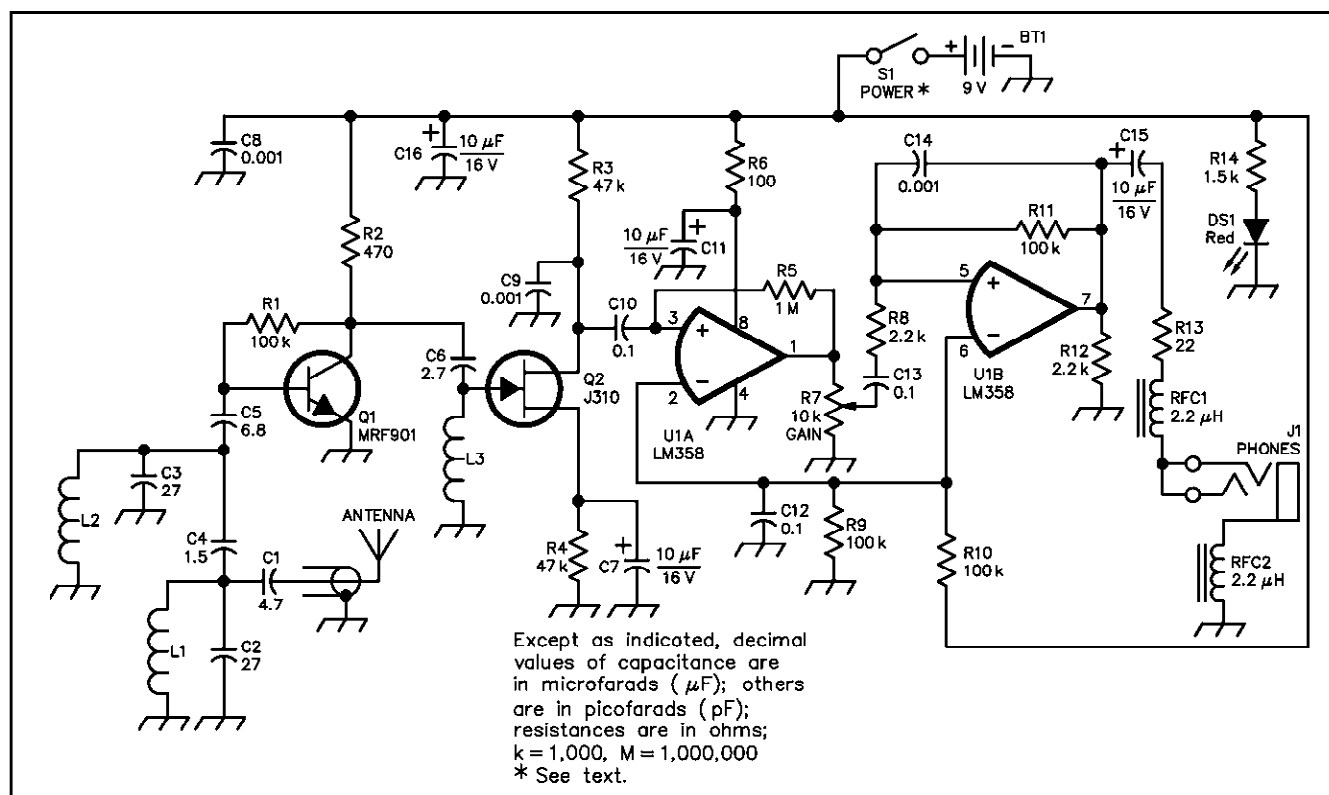 BT1
S1
POWER *
+
−
9 V
C8
0.001
+
C16
10 µF
16 V
R3
47 k
R6
100
C14
0.001
+
C15
10 µF
16 V
R14
1.5 k
R2
470
10 µF
16 V
+
C11
R11
100 k
DS1
Red
C9
0.001
R5
1 M
R1
100 k
C10
0.1
3
+
8
1
−
2
4
U1A
LM358
5
+
7
−
6
U1B
LM358
R8
2.2 k
C13
0.1
R12
2.2 k
R13
22
C6
2.7
Q2
J310
R7
10 k
GAIN
RFC1
2.2 µH
J1
PHONES
Q1
MRF901
C5
6.8
C3
27
L2
L3
C4
1.5
ANTENNA
C1
4.7
R4
47 k
+
C7
10 µF
16 V
C12
0.1
R9
100 k
R10
100 k
RFC2
2.2 µH
L1
C2
27
Except as indicated, decimal
values of capacitance are
in microfarads ( µF); others
are in picofarads ( pF);
resistances are in ohms;
k = 1,000, M = 1,000,000
* See text.